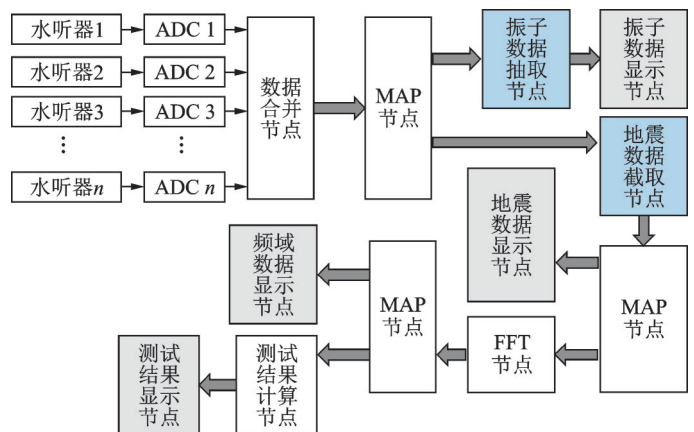 水听器1
ADC 1
水听器2
ADC 2
水听器3
ADC 3
⋮
⋮
水听器n
ADC n
数据
合并
节点
MAP
节点
振子
数据
抽取
节点
振子
数据
显示
节点
地震
数据
截取
节点
地震
数据
显示
节点
MAP
节点
FFT
节点
MAP
节点
频域
数据
显示
节点
测试
结果
计算
节点
测试
结果
显示
节点